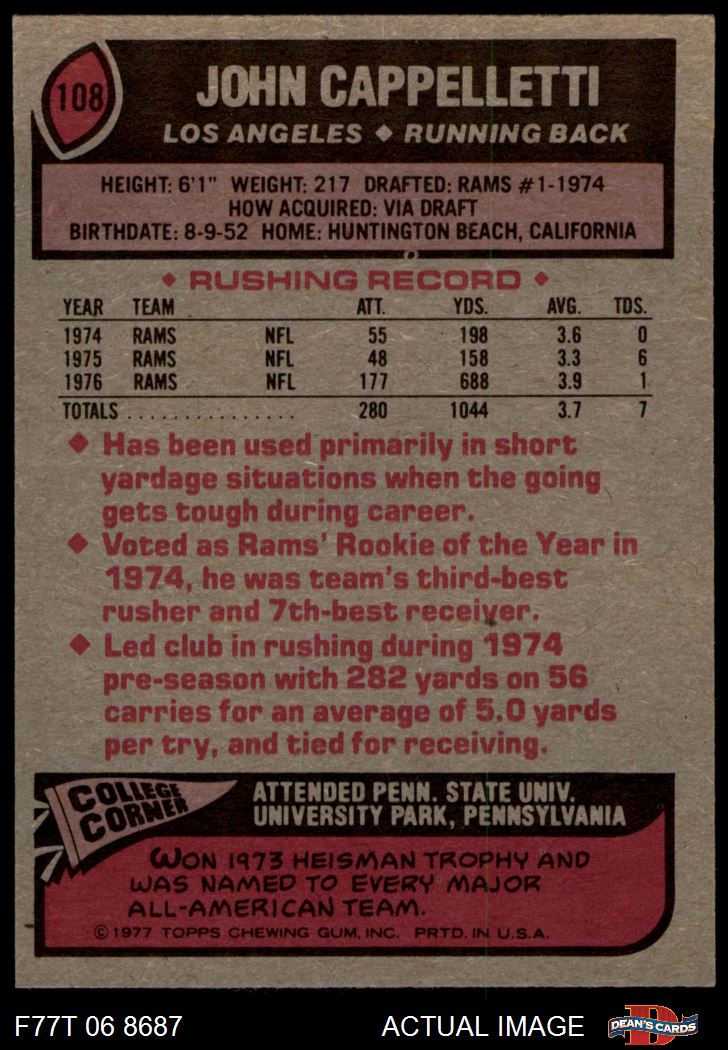 108
JOHN CAPPELLETTI
LOS ANGELES ◆ RUNNING BACK
HEIGHT: 6'1" WEIGHT: 217 DRAFTED: RAMS #1-1974
HOW ACQUIRED: VIA DRAFT
BIRTHDATE: 8-9-52 HOME: HUNTINGTON BEACH, CALIFORNIA
◆ RUSHING RECORD ◆
YEAR TEAM ATT. YDS. AVG. TDS.
1974 RAMS NFL 55 198 3.6 0
1975 RAMS NFL 48 158 3.3 6
1976 RAMS NFL 177 688 3.9 1
TOTALS . . . . . . . . . . . . . . . 280 1044 3.7 7
◆ Has been used primarily in short
yardage situations when the going
gets tough during career.
◆ Voted as Rams' Rookie of the Year in
1974, he was team's third-best
rusher and 7th-best receiver.
◆ Led club in rushing during 1974
pre-season with 282 yards on 56
carries for an average of 5.0 yards
per try, and tied for receiving.
COLLEGE
CORNER
ATTENDED PENN. STATE UNIV.
UNIVERSITY PARK, PENNSYLVANIA
WON 1973 HEISMAN TROPHY AND
WAS NAMED TO EVERY MAJOR
ALL-AMERICAN TEAM.
© 1977 TOPPS CHEWING GUM, INC. PRTD. IN U.S.A.
F77T 06 8687 ACTUAL IMAGE
D
DEAN'S CARDS